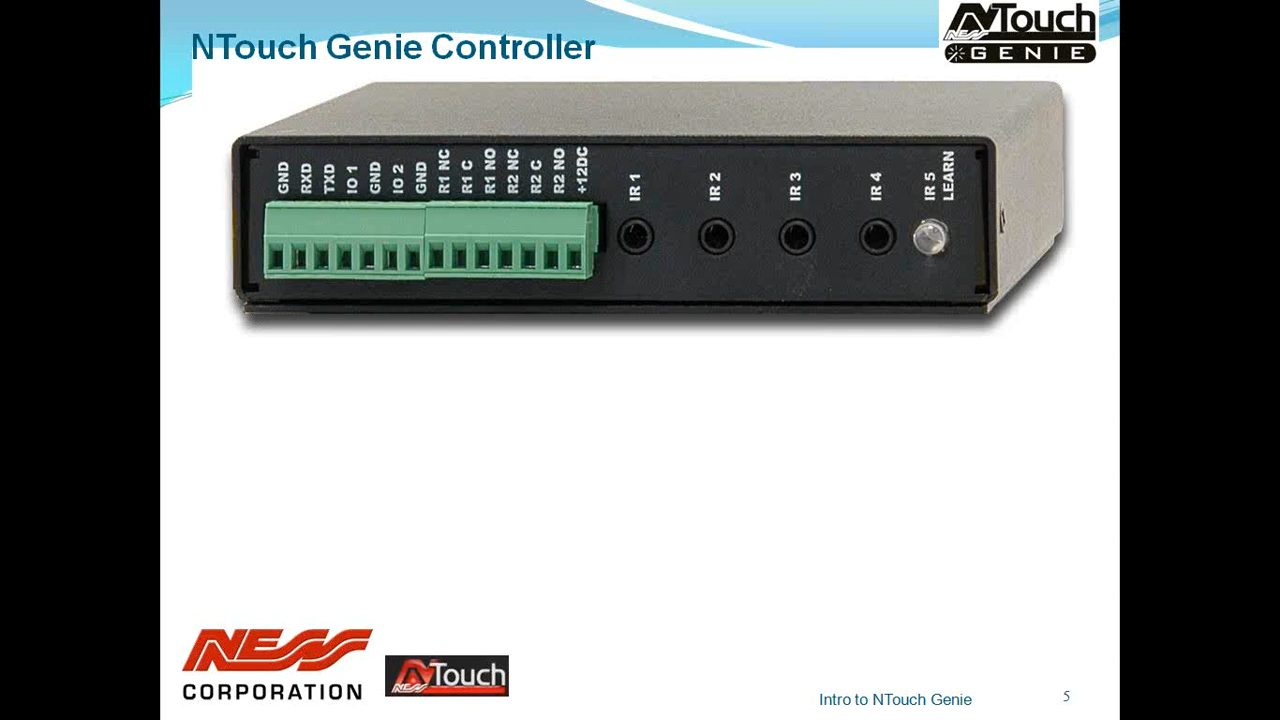 NTouch Genie Controller
NTouch
NESS
GENIE
GND
RXD
TXD
IO 1
GND
IO 2
GND
R1 NC
R1 C
R1 NO
R2 NC
R2 C
R2 NO
+12DC
IR 1
IR 2
IR 3
IR 4
IR 5
LEARN
NESS
CORPORATION
NTouch
NESS
Intro to NTouch Genie
5